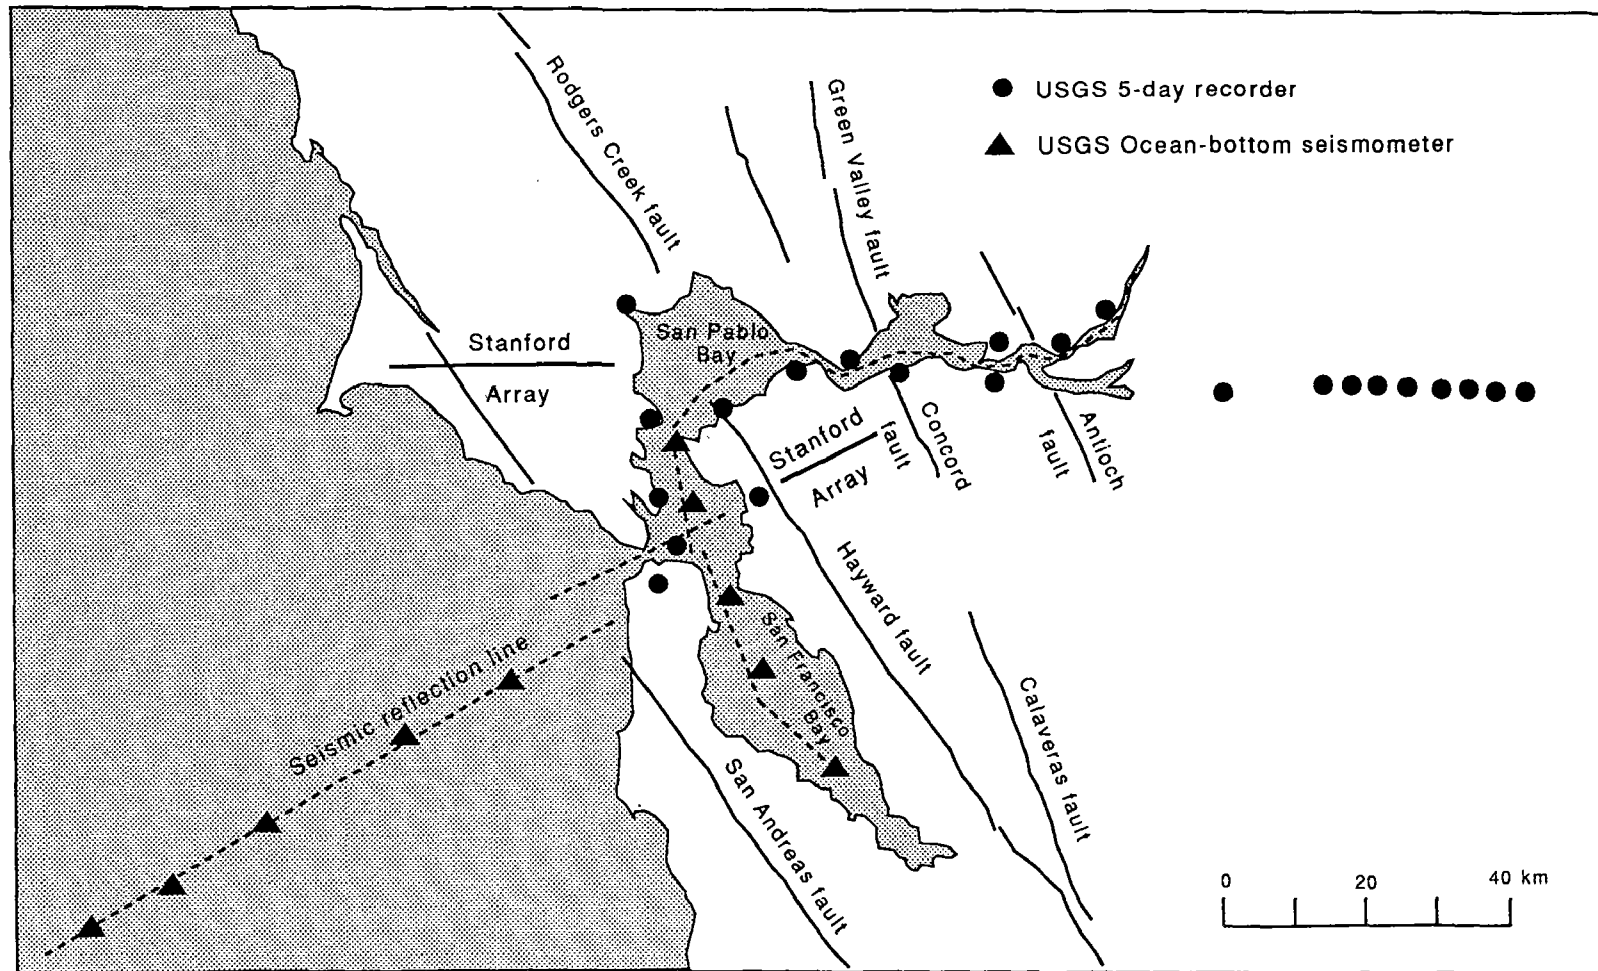 USGS 5-day recorder
USGS Ocean-bottom seismometer
Rodgers Creek fault
Green Valley fault
San Pablo
Bay
Stanford
Array
Stanford
Array
Concord
fault
Antioch
fault
Hayward fault
San Francisco
Bay
Calaveras fault
Seismic reflection line
San Andreas fault
0 20 40 km